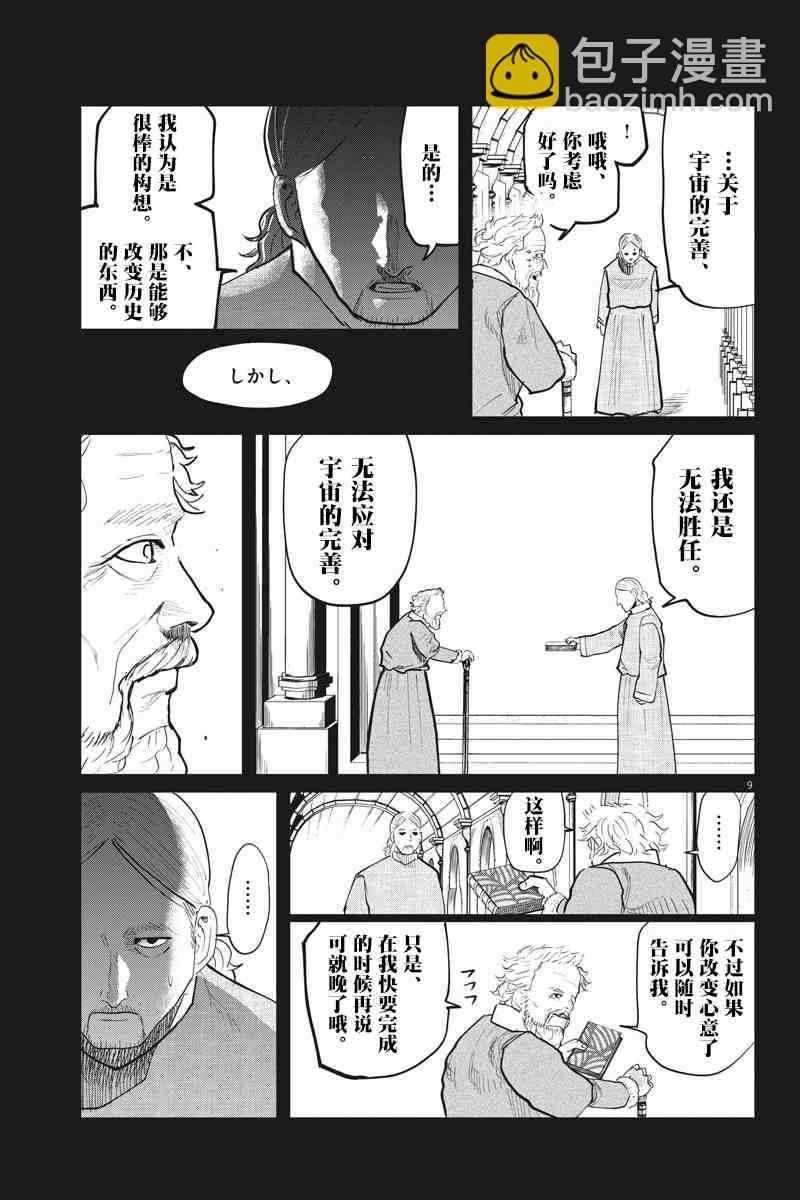 包子漫畫
baozimh.com
…关于
宇宙的完善、
!
哦哦、
你考虑
好了吗。
是的…
我认为是
很棒的构想。
不、
那是能够
改变历史
的东西。
しかし、
我还是
无法胜任。
无法应对
宇宙的完善。
9
……
这样啊。
不过如果
你改变心意了
可以随时
告诉我。
只是、
在我快要完成
的时候再说
可就晚了哦。
フフフ
……